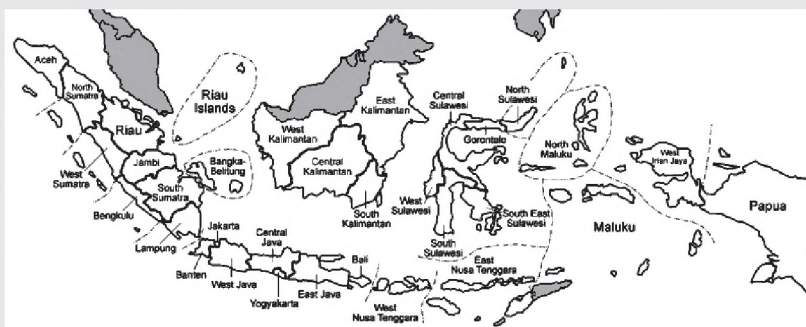 Aceh
North
Sumatra
Riau
Islands
Riau
West
Sumatra
Jambi
Bangka-
Belitung
South
Sumatra
Bengkulu
Lampung
Jakarta
Banten
West Java
Central
Java
Yogyakarta
East Java
Bali
West
Nusa Tenggara
East
Nusa Tenggara
West
Kalimantan
Central
Kalimantan
East
Kalimantan
South
Kalimantan
Central
Sulawesi
North
Sulawesi
Gorontalo
West
Sulawesi
South
Sulawesi
South East
Sulawesi
North
Maluku
Maluku
West
Irian Jaya
Papua